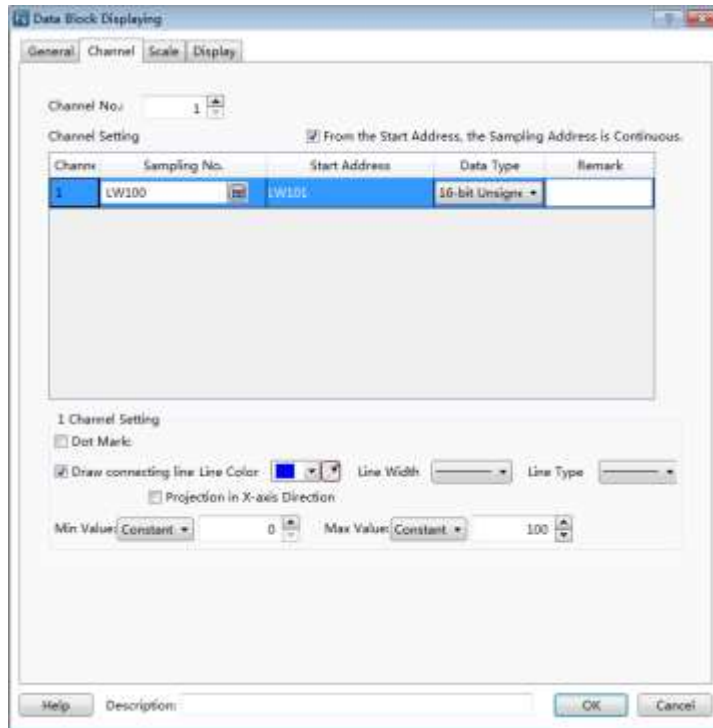 Data Block Displaying
General Channel Scale Display
Channel No.: 1
Channel Setting From the Start Address, the Sampling Address is Continuous.
Channe Sampling No. Start Address Data Type Remark
1 LW100 LW101 16-bit Unsigne
1 Channel Setting
Dot Mark:
Draw connecting line Line Color Line Width Line Type
Projection in X-axis Direction
Min Value: Constant 0 Max Value: Constant 100
Help Description: OK Cancel